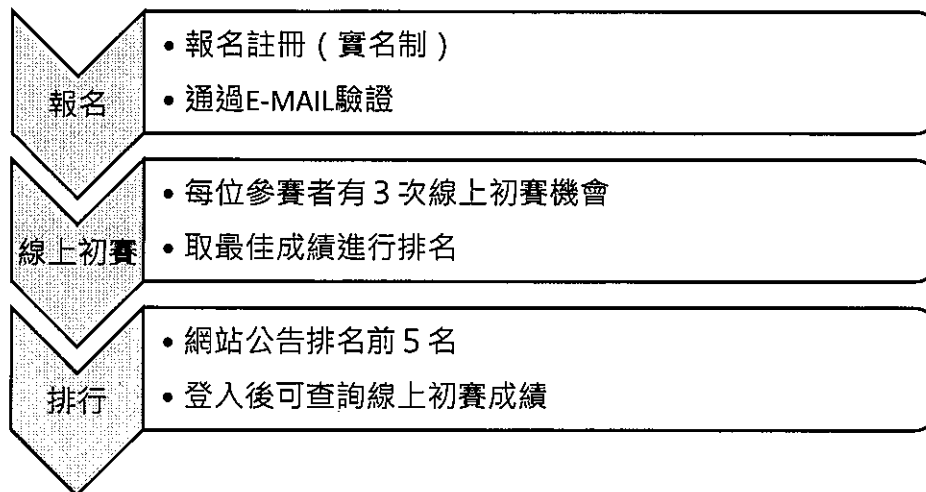 報名
• 報名註冊（實名制）
• 通過E-MAIL驗證
線上初賽
• 每位參賽者有 3 次線上初賽機會
• 取最佳成績進行排名
排行
• 網站公告排名前 5 名
• 登入後可查詢線上初賽成績